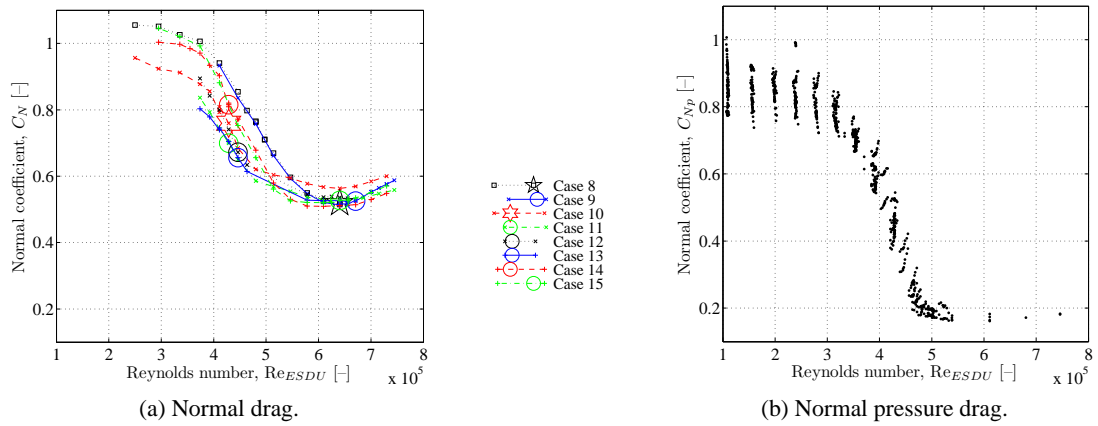 1
0.8
0.6
0.4
0.2
Normal coefficient, C_N [–]
1 2 3 4 5 6 7 8
x 10^5
Reynolds number, Re_ESDU [–]
(a) Normal drag.
Case 8
Case 9
Case 10
Case 11
Case 12
Case 13
Case 14
Case 15
1
0.8
0.6
0.4
0.2
Normal coefficient, C_Np [–]
1 2 3 4 5 6 7 8
x 10^5
Reynolds number, Re_ESDU [–]
(b) Normal pressure drag.